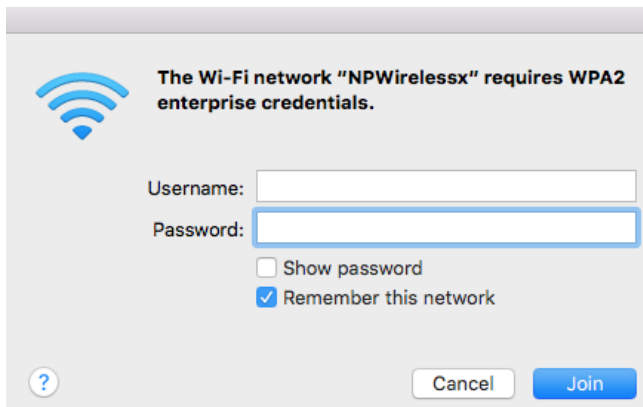 The Wi-Fi network “NPWirelessx” requires WPA2
enterprise credentials.
Username:
Password:
Show password
Remember this network
?
Cancel
Join